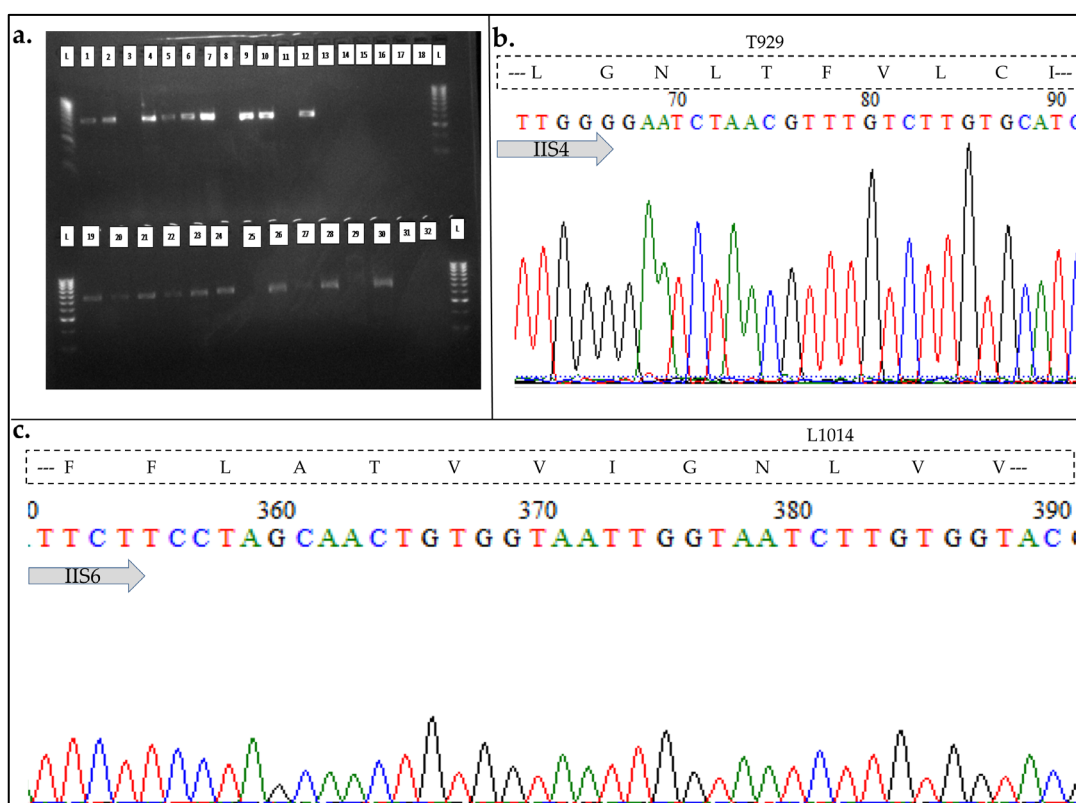 a.
L 1 2 3 4 5 6 7 8 9 10 11 12 13 14 15 16 17 18 L
L 19 20 21 22 23 24 25 26 27 28 29 30 31 32 L
b.
T929
--- L G N L T F V L C I---
70 80 90
T T G G G G A A T C T A A C G T T T G T C T T G T G C A T C
IIS4
c.
L1014
--- F F L A T V V I G N L V V ---
0 360 370 380 390
. T T C T T C C T A G C A A C T G T G G T A A T T G G T A A T C T T G T G G T A C
IIS6